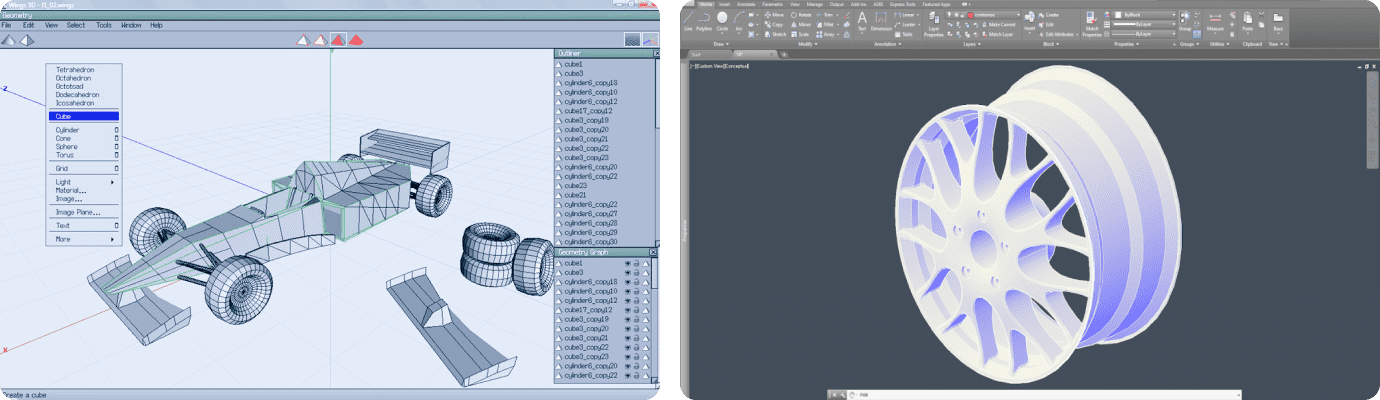 Wings 3D - f1_02.wings
Geometry
File Edit View Select Tools Window Help
Tetrahedron
Octahedron
Octotoad
Dodecahedron
Icosahedron
Cube
Cylinder
Cone
Sphere
Torus
Grid
Light
Material...
Image...
Image Plane...
Text
More
Z
Y
X
Outliner
cube1
cube3
cylinder6_copy18
cylinder6_copy10
cylinder6_copy12
cube17_copy12
cube3_copy19
cube3_copy20
cube3_copy21
cube3_copy22
cube3_copy23
cylinder6_copy20
cylinder6_copy22
cube23
cube21
cylinder6_copy22
cylinder6_copy27
cylinder6_copy28
cylinder6_copy29
cylinder6_copy30
Geometry Graph
cube1
cube3
cylinder6_copy18
cylinder6_copy10
cylinder6_copy12
cube17_copy12
cube3_copy19
cube3_copy20
cube3_copy21
cube3_copy22
cube3_copy23
cylinder6_copy20
cylinder6_copy22
Create a cube
Home Insert Annotate Parametric View Manage Output Add-ins A360 Express Tools Featured Apps
Line Polyline Circle Arc
Move Rotate Trim
Copy Mirror Fillet
Stretch Scale Array
Text Dimension
Linear
Leader
Table
Layer Properties
Make Current
Match Layer
Insert
Create
Edit
Edit Attributes
Match Properties
ByBlock
ByLayer
ByLayer
Group
Measure
Paste
Base
Draw Modify Annotation Layers Block Properties Groups Utilities Clipboard View
Start
[-][Custom View][Conceptual]
Properties